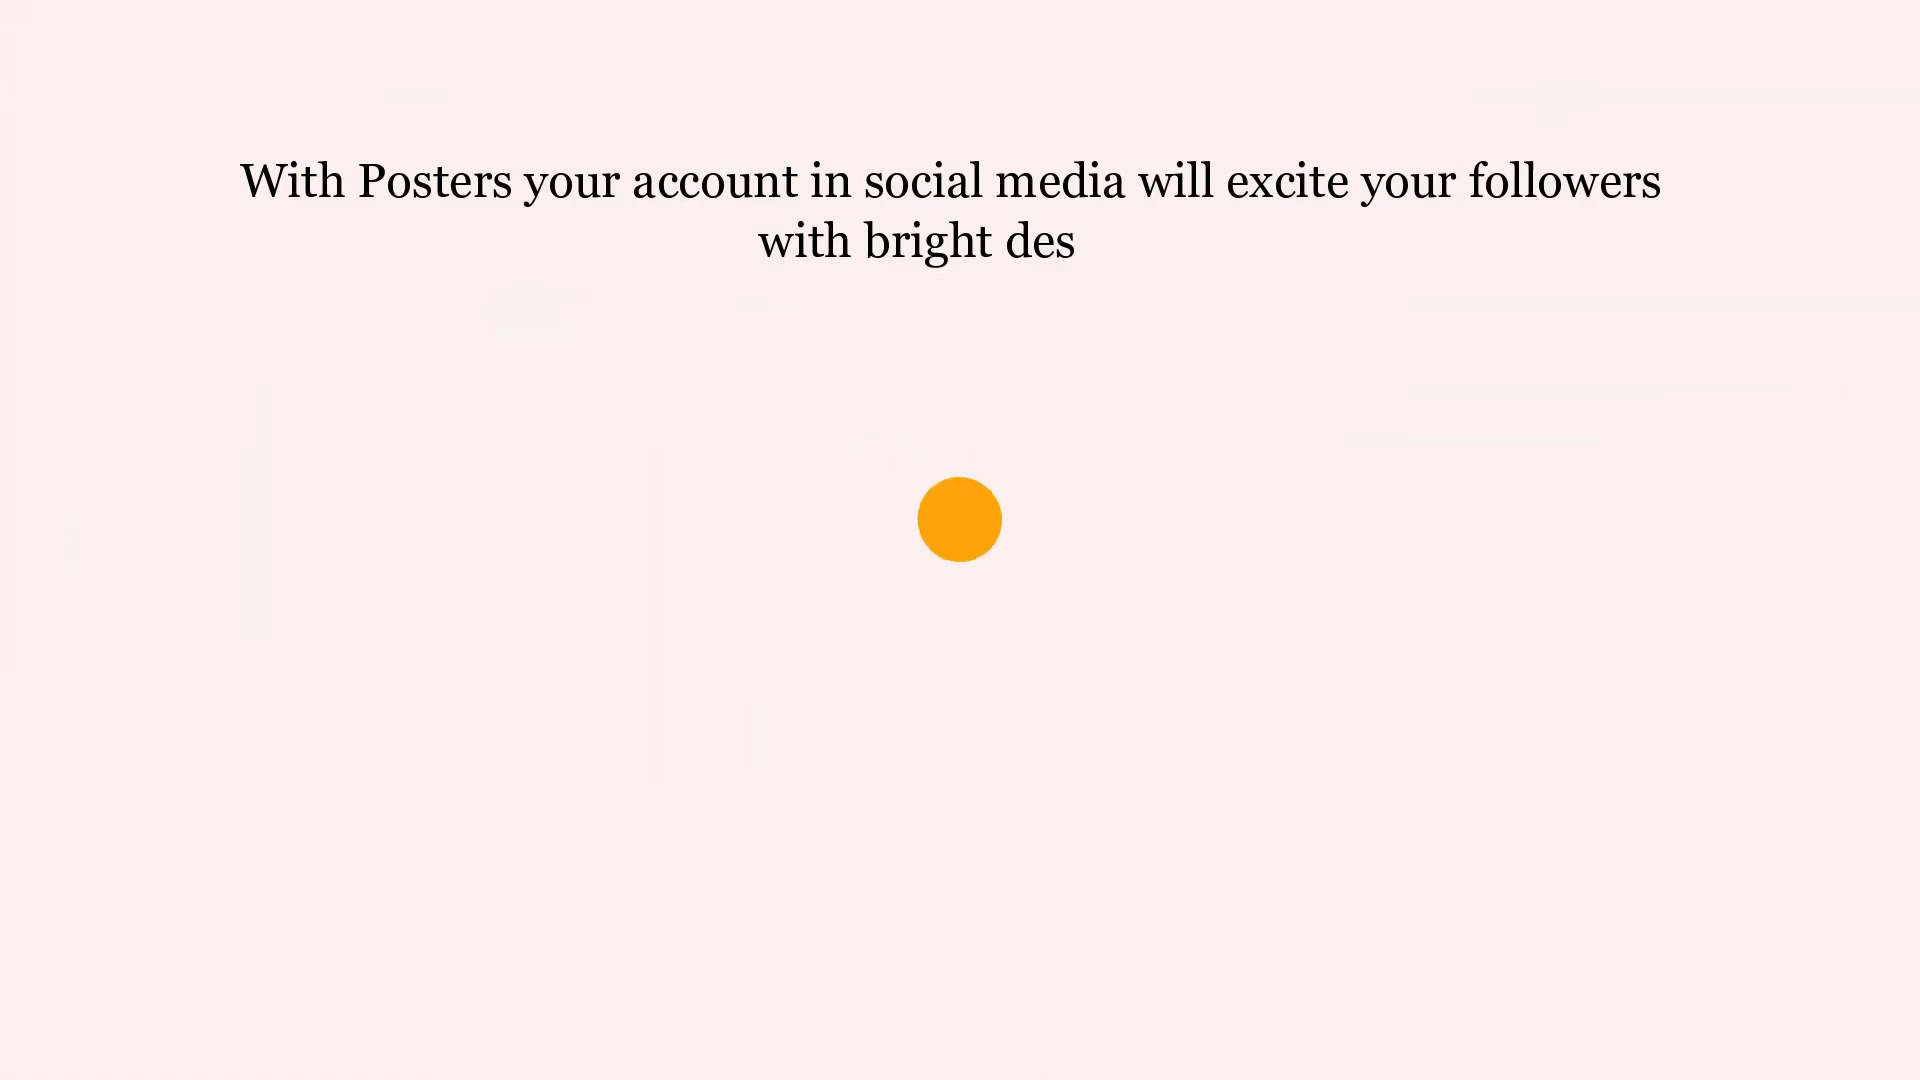 With Posters your account in social media will excite your followers
with bright des